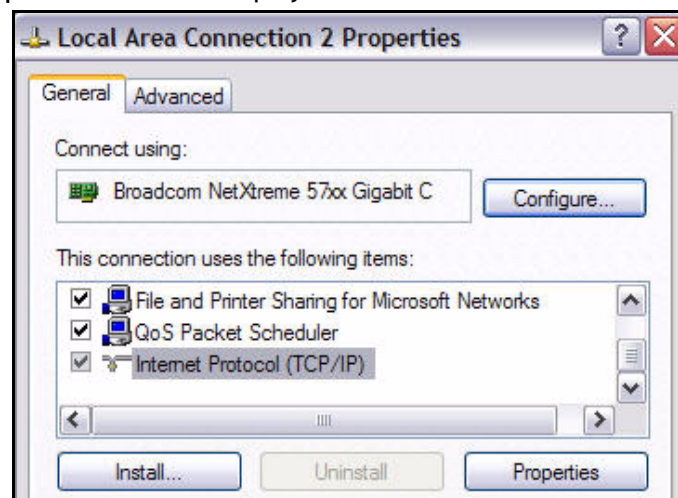 Local Area Connection 2 Properties
General Advanced
Connect using:
Broadcom NetXtreme 57xx Gigabit C Configure...
This connection uses the following items:
File and Printer Sharing for Microsoft Networks
QoS Packet Scheduler
Internet Protocol (TCP/IP)
Install... Uninstall Properties